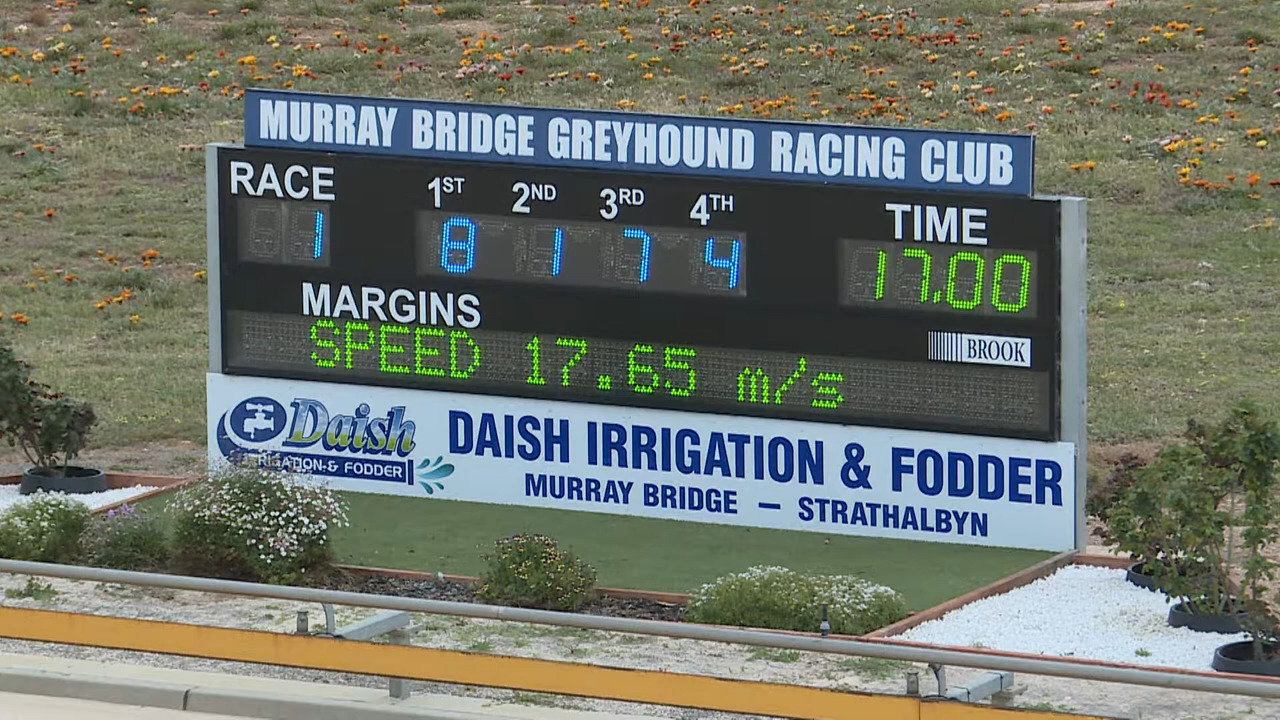 MURRAY BRIDGE GREYHOUND RACING CLUB
RACE 1ST 2ND 3RD 4TH TIME
1 8 1 7 4 17.00
MARGINS
BROOK
SPEED 17.65 m/s
Daish
IRRIGATION & FODDER
DAISH IRRIGATION & FODDER
MURRAY BRIDGE – STRATHALBYN